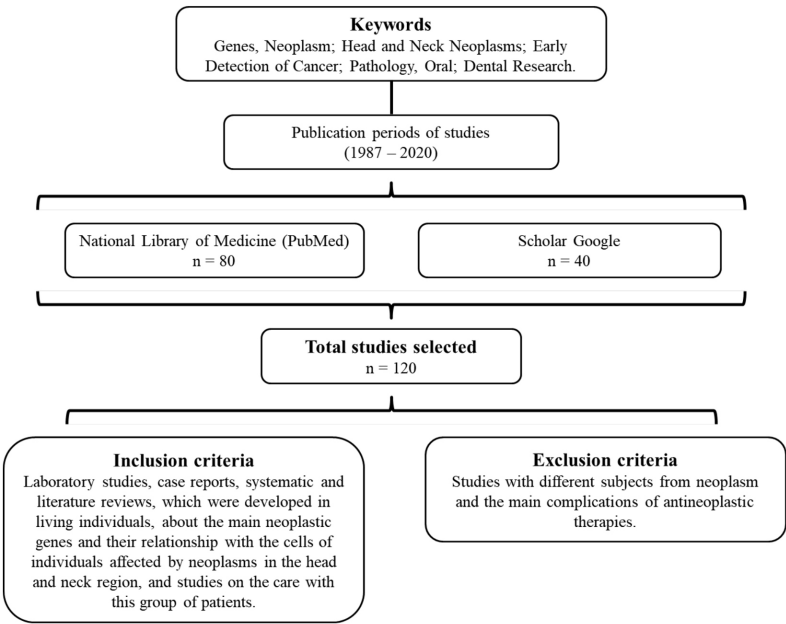 Keywords
Genes, Neoplasm; Head and Neck Neoplasms; Early
Detection of Cancer; Pathology, Oral; Dental Research.
Publication periods of studies
(1987 – 2020)
National Library of Medicine (PubMed)
n = 80
Scholar Google
n = 40
Total studies selected
n = 120
Inclusion criteria
Laboratory studies, case reports, systematic and
literature reviews, which were developed in
living individuals, about the main neoplastic
genes and their relationship with the cells of
individuals affected by neoplasms in the head
and neck region, and studies on the care with
this group of patients.
Exclusion criteria
Studies with different subjects from neoplasm
and the main complications of antineoplastic
therapies.